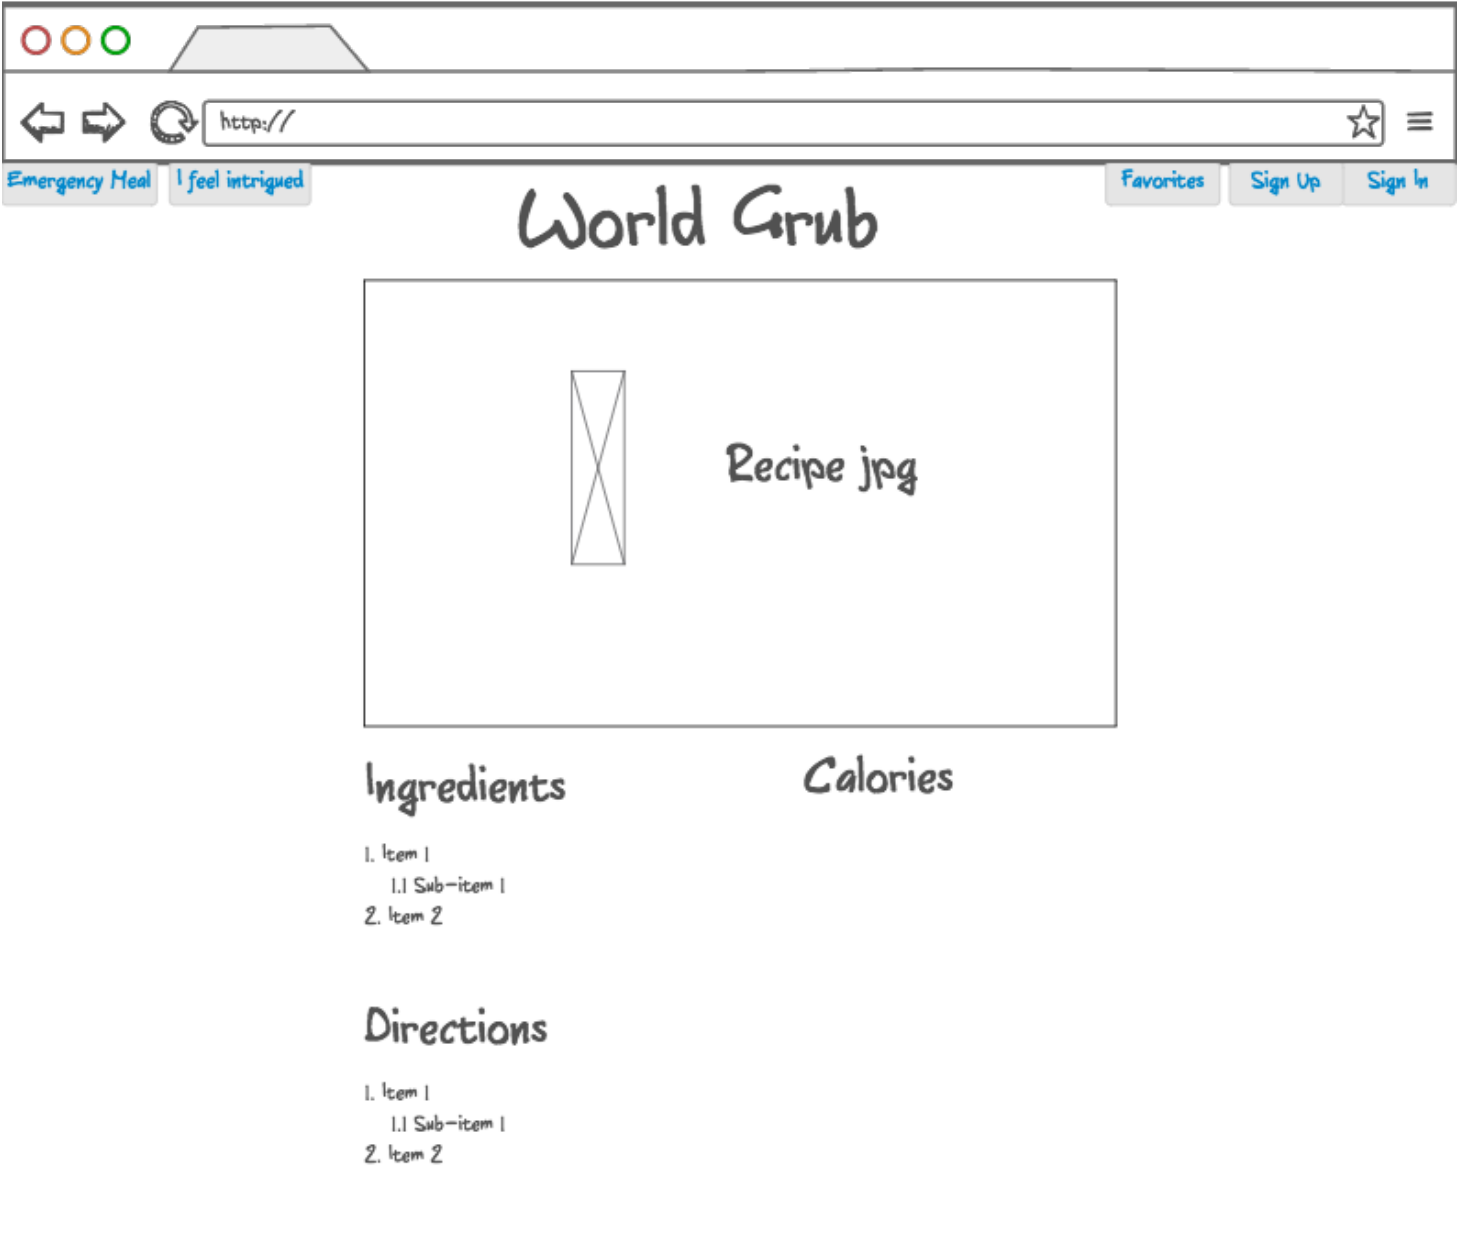 http://
Emergency Meal I feel intrigued Favorites Sign Up Sign In
World Grub
Recipe jpg
Ingredients Calories
1. Item 1
1.1 Sub-item 1
2. Item 2
Directions
1. Item 1
1.1 Sub-item 1
2. Item 2